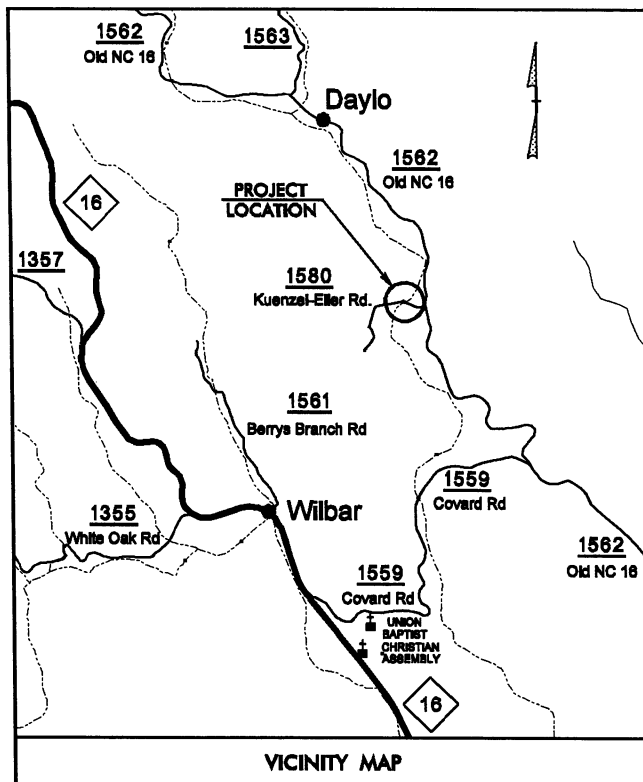 1562
Old NC 16
1563
Daylo
1562
Old NC 16
16
PROJECT
LOCATION
1357
1580
Kuenzel-Eller Rd.
1561
Berrys Branch Rd
1559
Covard Rd
1355
White Oak Rd
Wilbar
1562
Old NC 16
1559
Covard Rd
UNION
BAPTIST
CHRISTIAN
ASSEMBLY
16
VICINITY MAP